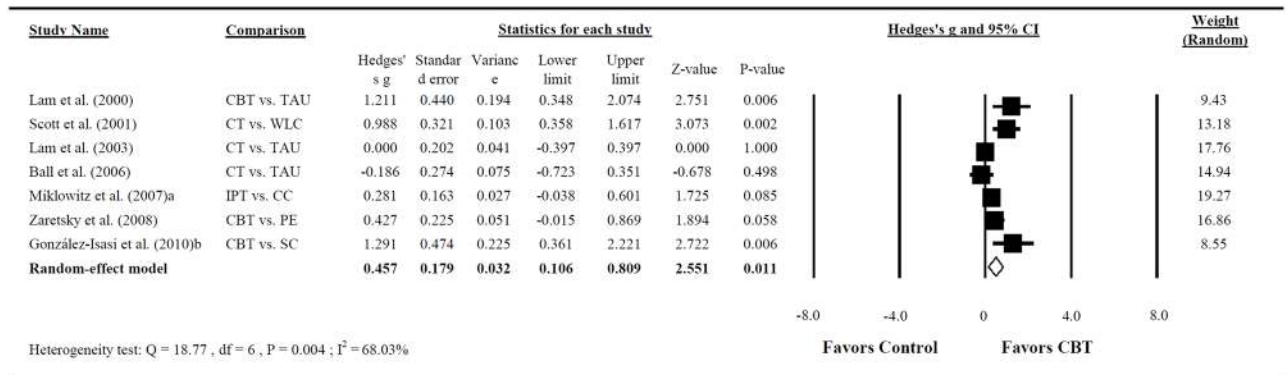 Study Name Comparison Statistics for each study Hedges's g and 95% CI Weight (Random)
Hedges' s g Standar d error Varianc e Lower limit Upper limit Z-value P-value
Lam et al. (2000) CBT vs. TAU 1.211 0.440 0.194 0.348 2.074 2.751 0.006 9.43
Scott et al. (2001) CT vs. WLC 0.988 0.321 0.103 0.358 1.617 3.073 0.002 13.18
Lam et al. (2003) CT vs. TAU 0.000 0.202 0.041 -0.397 0.397 0.000 1.000 17.76
Ball et al. (2006) CT vs. TAU -0.186 0.274 0.075 -0.723 0.351 -0.678 0.498 14.94
Miklowitz et al. (2007)a IPT vs. CC 0.281 0.163 0.027 -0.038 0.601 1.725 0.085 19.27
Zaretsky et al. (2008) CBT vs. PE 0.427 0.225 0.051 -0.015 0.869 1.894 0.058 16.86
González-Isasi et al. (2010)b CBT vs. SC 1.291 0.474 0.225 0.361 2.221 2.722 0.006 8.55
Random-effect model 0.457 0.179 0.032 0.106 0.809 2.551 0.011
-8.0 -4.0 0 4.0 8.0
Heterogeneity test: Q = 18.77 , df = 6 , P = 0.004 ; I² = 68.03% Favors Control Favors CBT